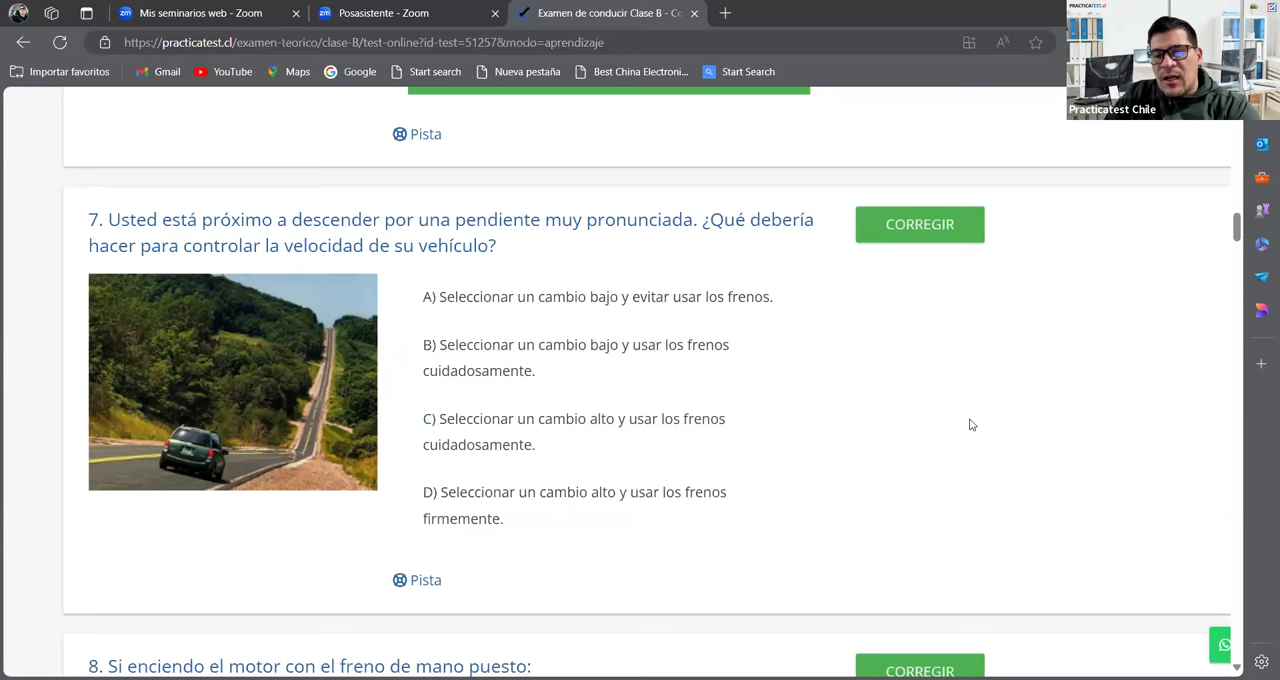 Mis seminarios web - Zoom
Posasistente - Zoom
Examen de conducir Clase B - Co
https://practicatest.cl/examen-teorico/clase-B/test-online?id-test=51257&modo=aprendizaje
Importar favoritos
Gmail
YouTube
Maps
Google
Start search
Nueva pestaña
Best China Electroni...
Start Search
PRACTICATEST.cl
Practicatest Chile
Pista
7. Usted está próximo a descender por una pendiente muy pronunciada. ¿Qué debería
hacer para controlar la velocidad de su vehículo?
CORREGIR
A) Seleccionar un cambio bajo y evitar usar los frenos.
B) Seleccionar un cambio bajo y usar los frenos
cuidadosamente.
C) Seleccionar un cambio alto y usar los frenos
cuidadosamente.
D) Seleccionar un cambio alto y usar los frenos
firmemente.
Pista
8. Si enciendo el motor con el freno de mano puesto:
CORREGIR